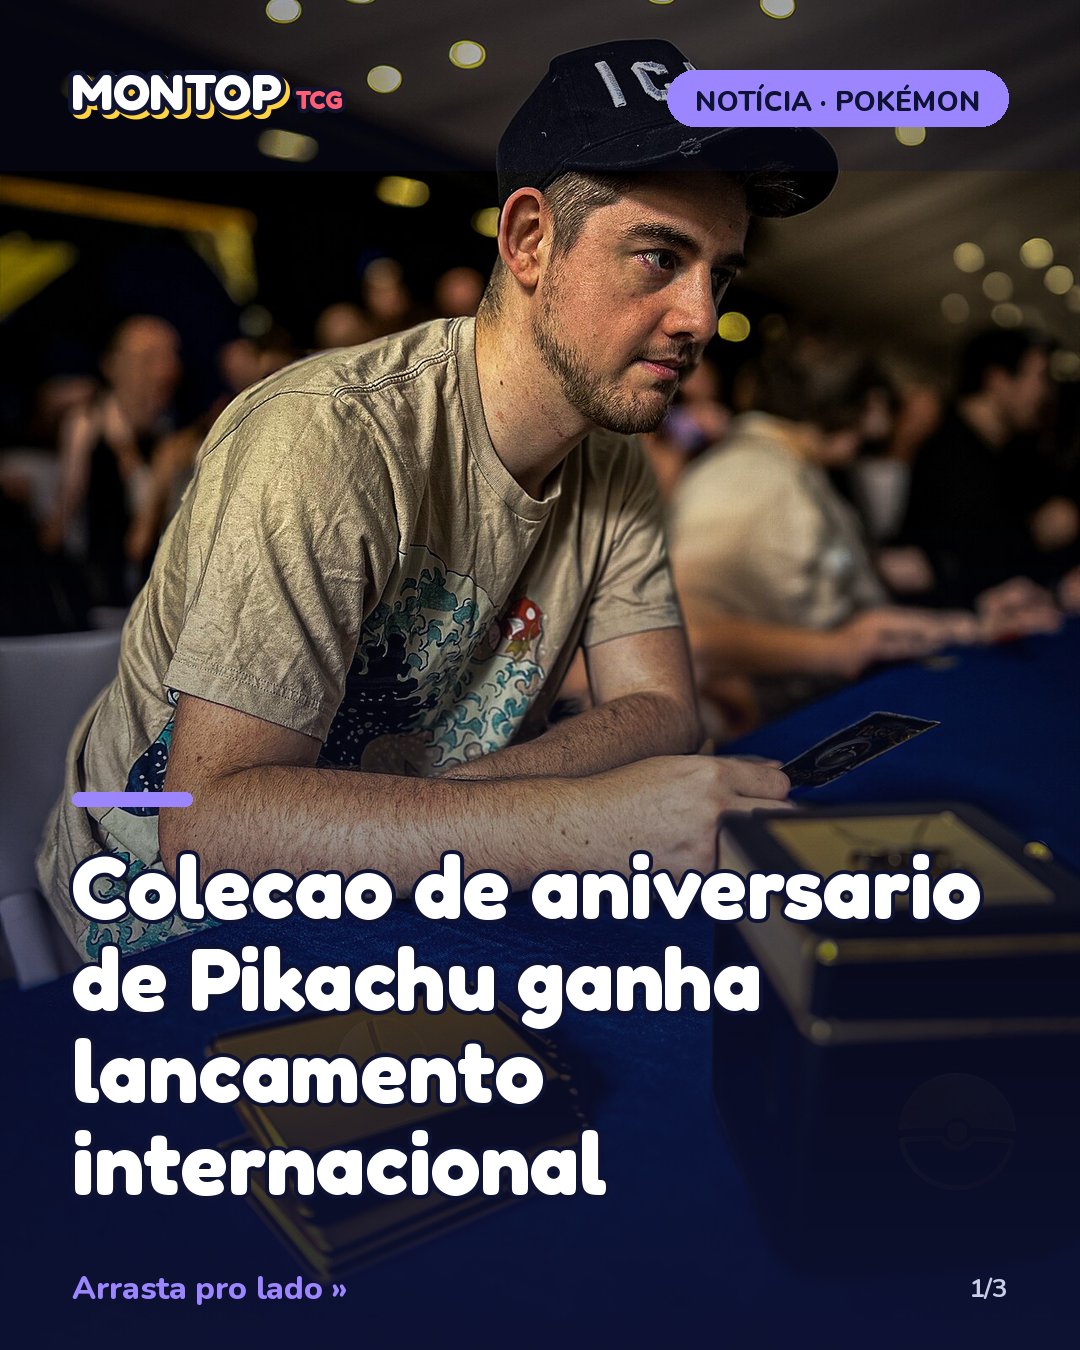 MONTOP TCG
NOTÍCIA · POKÉMON
Colecao de aniversario
de Pikachu ganha
lancamento
internacional
Arrasta pro lado »
1/3